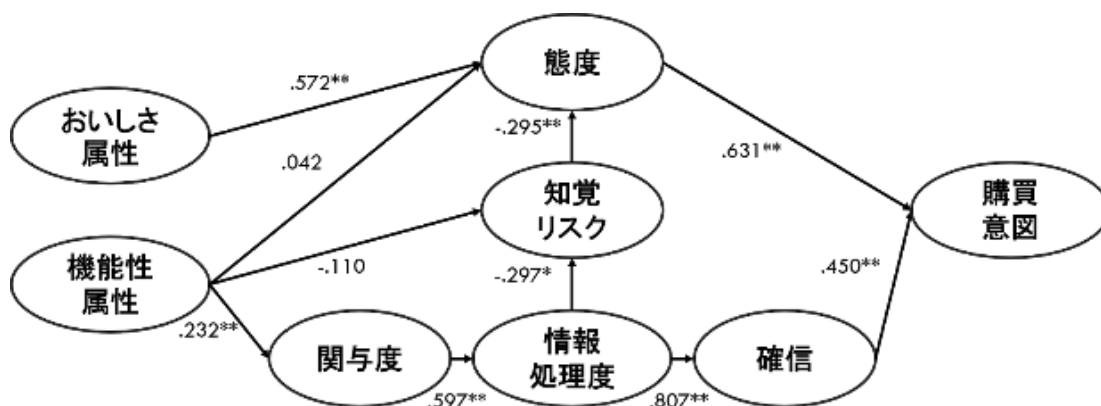 態度
.572**
おいしさ
属性
-.295**
.631**
.042
知覚
リスク
購買
意図
機能性
属性
-.110
-.297*
.450**
.232**
関与度
情報
処理度
確信
.597**
.807**